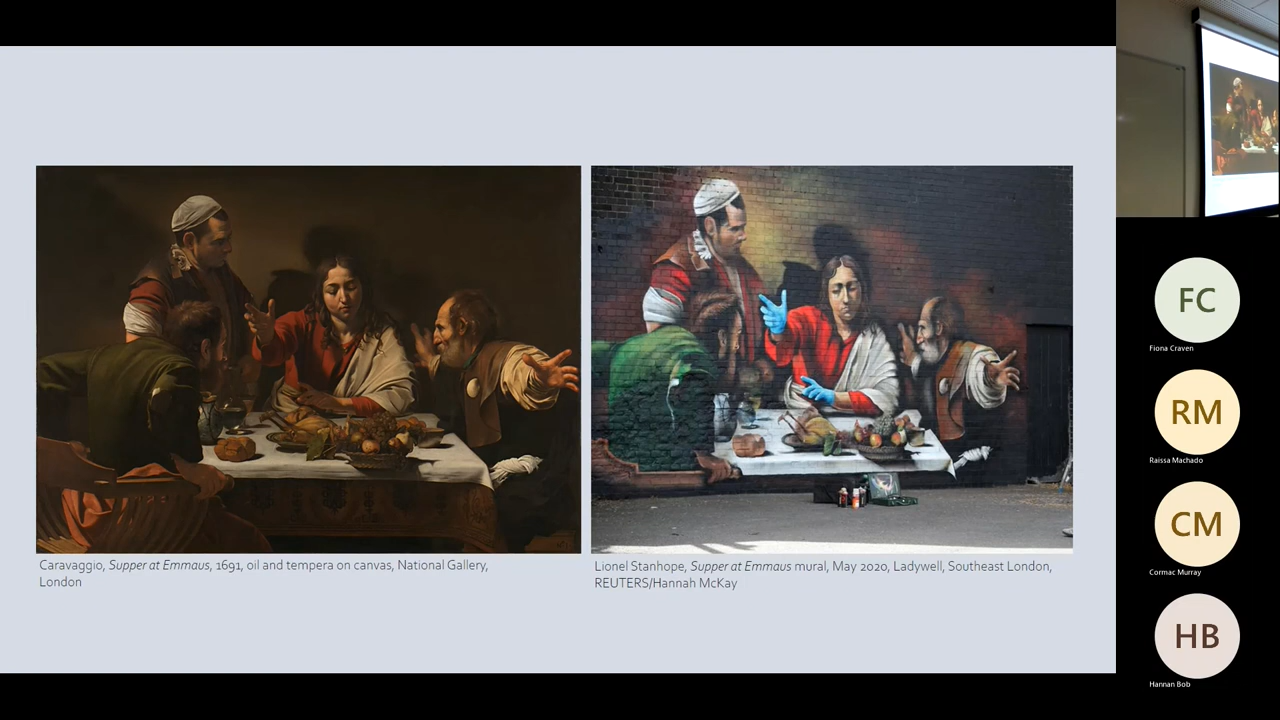 Caravaggio, Supper at Emmaus, 1691, oil and tempera on canvas, National Gallery,
London
Lionel Stanhope, Supper at Emmaus mural, May 2020, Ladywell, Southeast London,
REUTERS/Hannah McKay
FC
Fiona Craven
RM
Raissa Machado
CM
Cormac Murray
HB
Hannan Bob